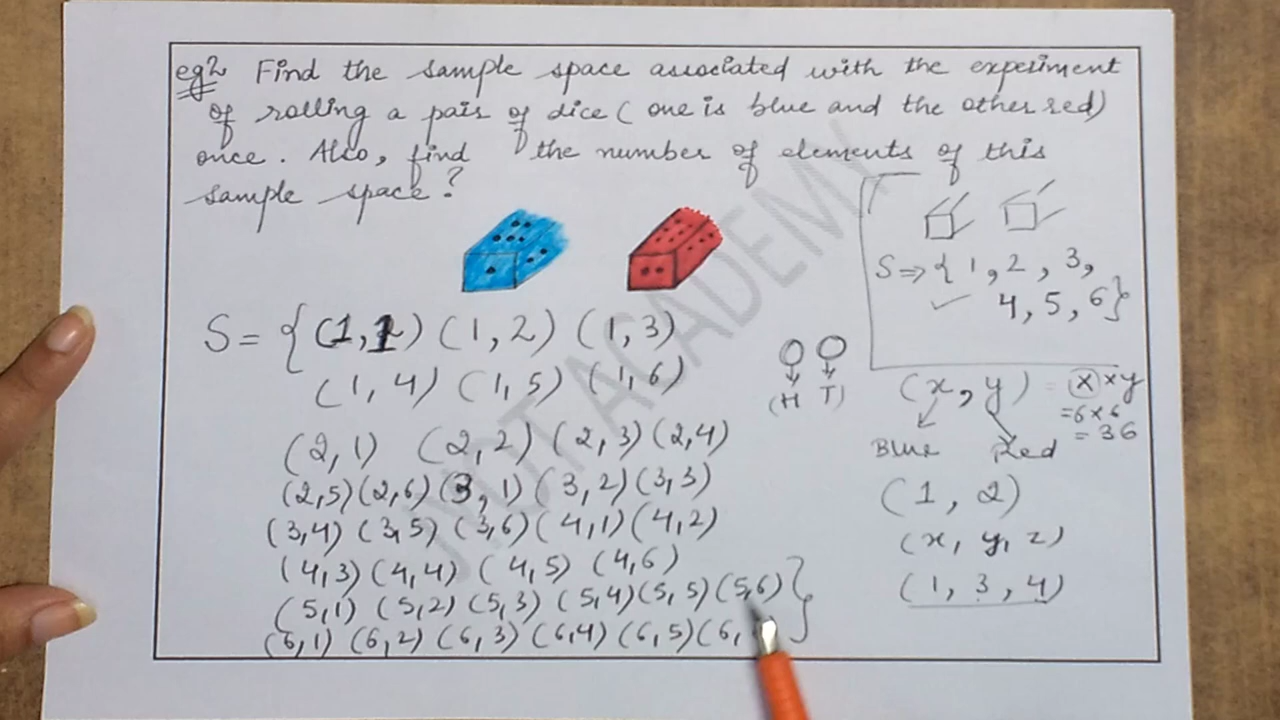 eg2 Find the sample space associated with the experiment
of rolling a pair of dice ( one is blue and the other red)
once. Also, find the number of elements of this
sample space?
S => { 1, 2, 3,
4, 5, 6}
S = { (1,1) (1,2) (1,3)
(1,4) (1,5) (1,6)
(2,1) (2,2) (2,3) (2,4)
(2,5) (2,6) (3,1) (3,2) (3,3)
(3,4) (3,5) (3,6) (4,1) (4,2)
(4,3) (4,4) (4,5) (4,6)
(5,1) (5,2) (5,3) (5,4) (5,5) (5,6) }
(6,1) (6,2) (6,3) (6,4) (6,5) (6,
(H T)
(x, y) = x × y
= 6 × 6
= 36
Blue Red
(1, 2)
(x, y, z)
(1, 3, 4)
JYOTI ACADEMY